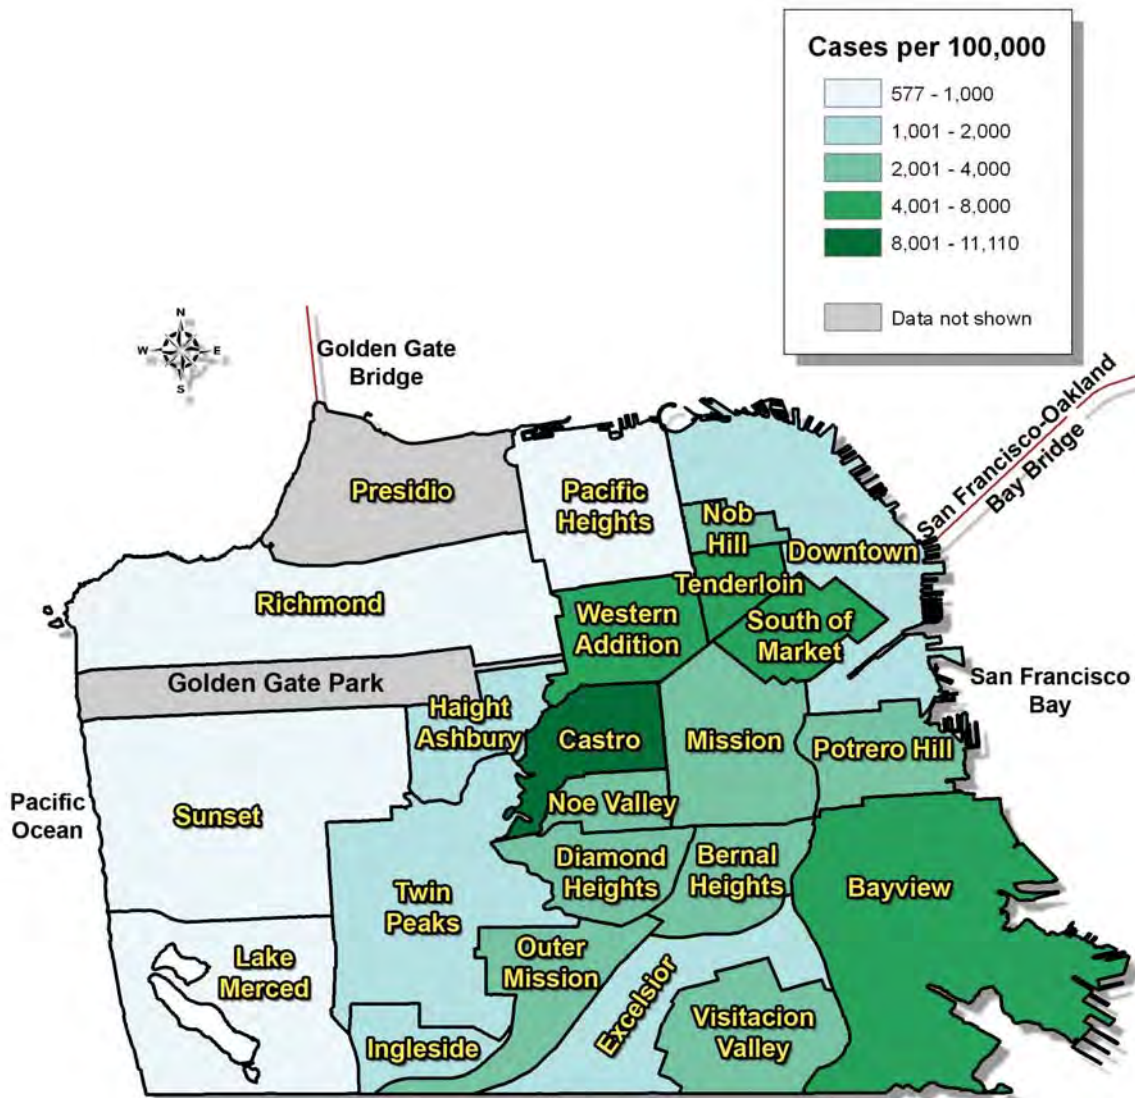 Cases per 100,000
577 - 1,000
1,001 - 2,000
2,001 - 4,000
4,001 - 8,000
8,001 - 11,110
Data not shown
N
W E
S
Golden Gate
Bridge
San Francisco-Oakland
Bay Bridge
Presidio
Pacific
Heights
Nob
Hill
Downtown
Richmond
Tenderloin
Western
Addition
South of
Market
Golden Gate Park
San Francisco
Bay
Haight
Ashbury
Castro
Mission
Potrero Hill
Pacific
Ocean
Sunset
Noe Valley
Diamond
Heights
Bernal
Heights
Bayview
Twin
Peaks
Outer
Mission
Lake
Merced
Excelsior
Visitacion
Valley
Ingleside